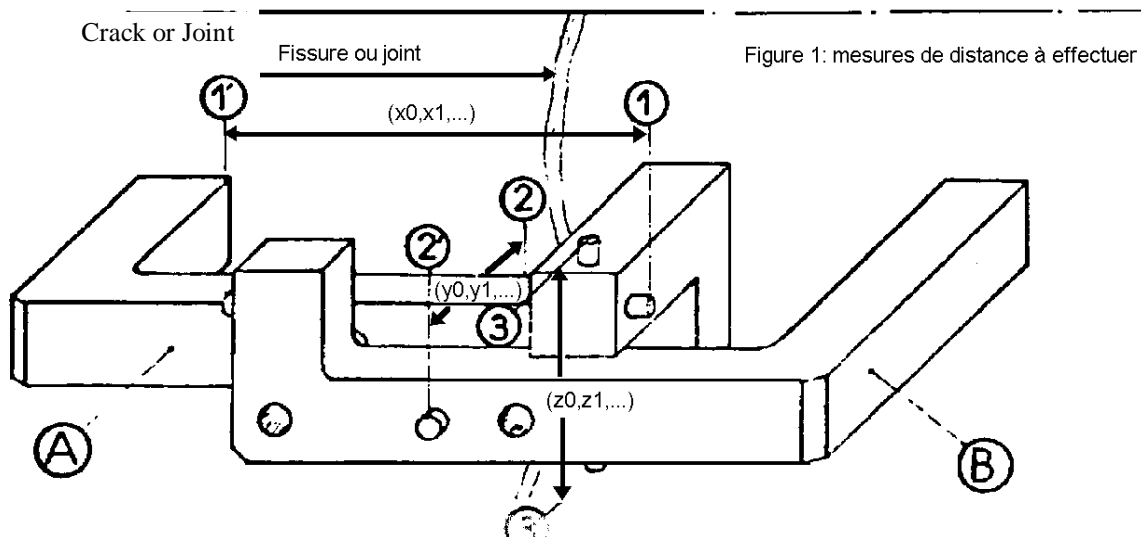 Crack or Joint
Fissure ou joint
Figure 1: mesures de distance à effectuer
1'
(x0,x1,...)
1
2
2'
(y0,y1,...)
3
(z0,z1,...)
A
B